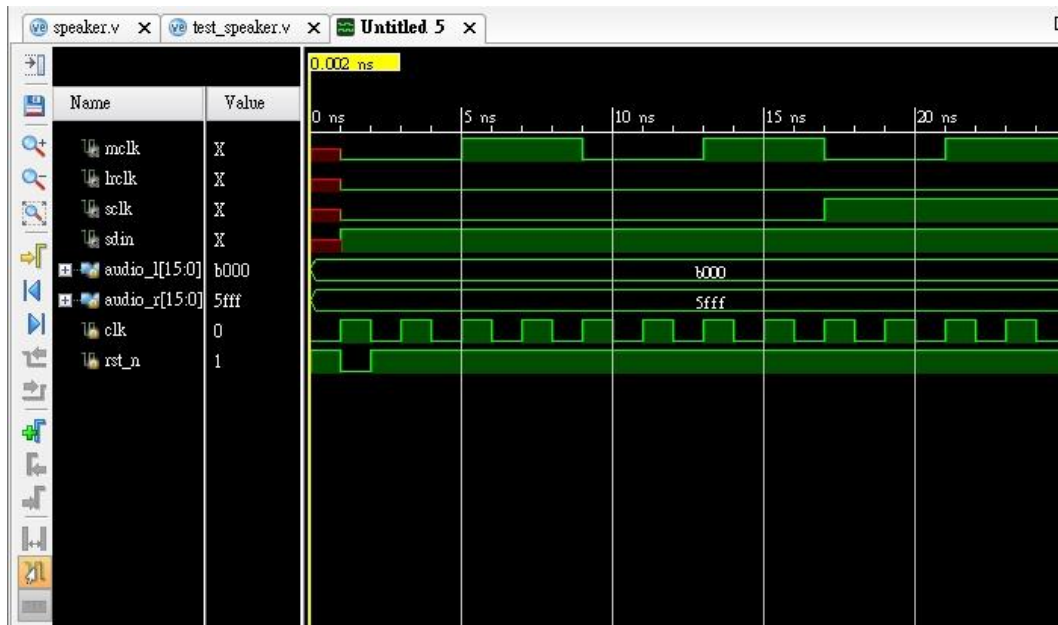 speaker.v X test_speaker.v X Untitled 5 X
0.002 ns
Name Value
0 ns 5 ns 10 ns 15 ns 20 ns
mclk X
lrclk X
sclk X
sdin X
audio_l[15:0] b000 b000
audio_r[15:0] 5fff 5fff
clk 0
rst_n 1